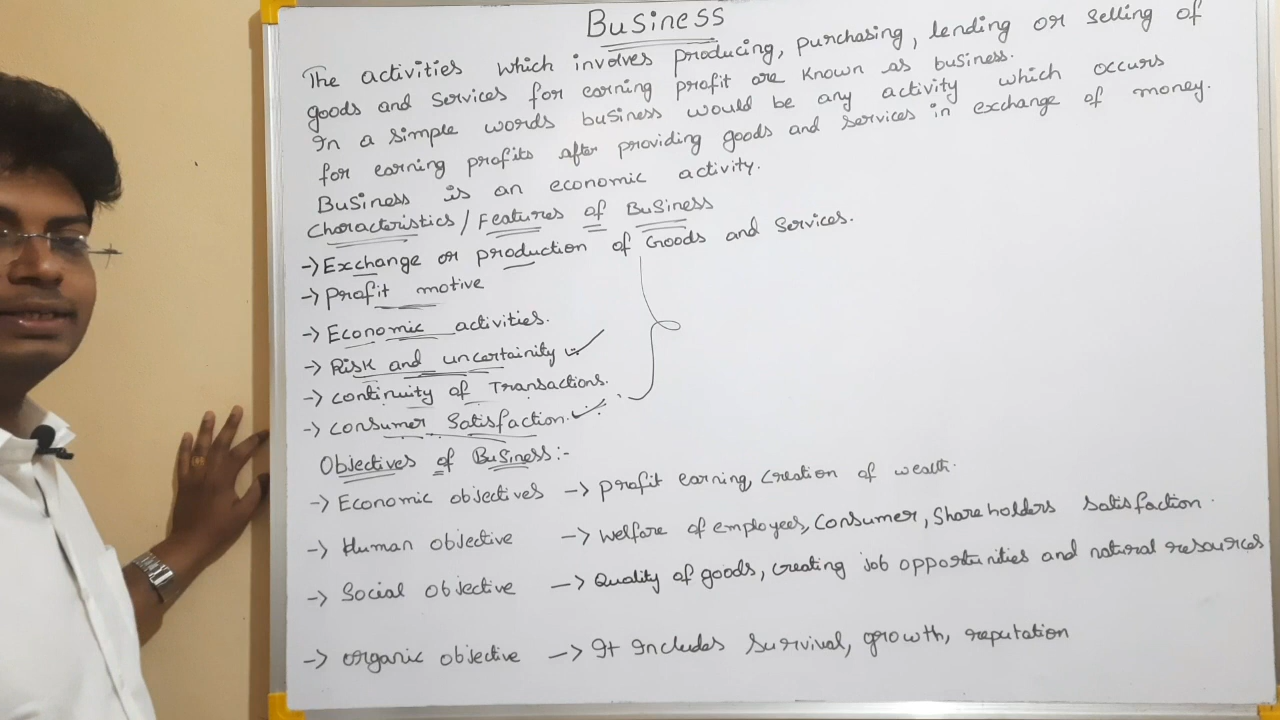 Business
The activities which involves producing, purchasing, lending or selling of
goods and services for earning profit are known as business.
In a simple words business would be any activity which occurs
for earning profits after providing goods and services in exchange of money.
Business is an economic activity.
Characteristics / Features of Business
-> Exchange or production of Goods and Services.
-> Profit motive
-> Economic activities.
-> Risk and uncertainity
-> continuity of Transactions.
-> consumer Satisfaction.
Objectives of Business:-
-> Economic objectives -> profit earning, creation of wealth.
-> Human objective -> welfare of employees, consumer, Shareholders satisfaction.
-> Social objective -> Quality of goods, creating job opportunities and natural resources
-> organic objective -> It includes survival, growth, reputation